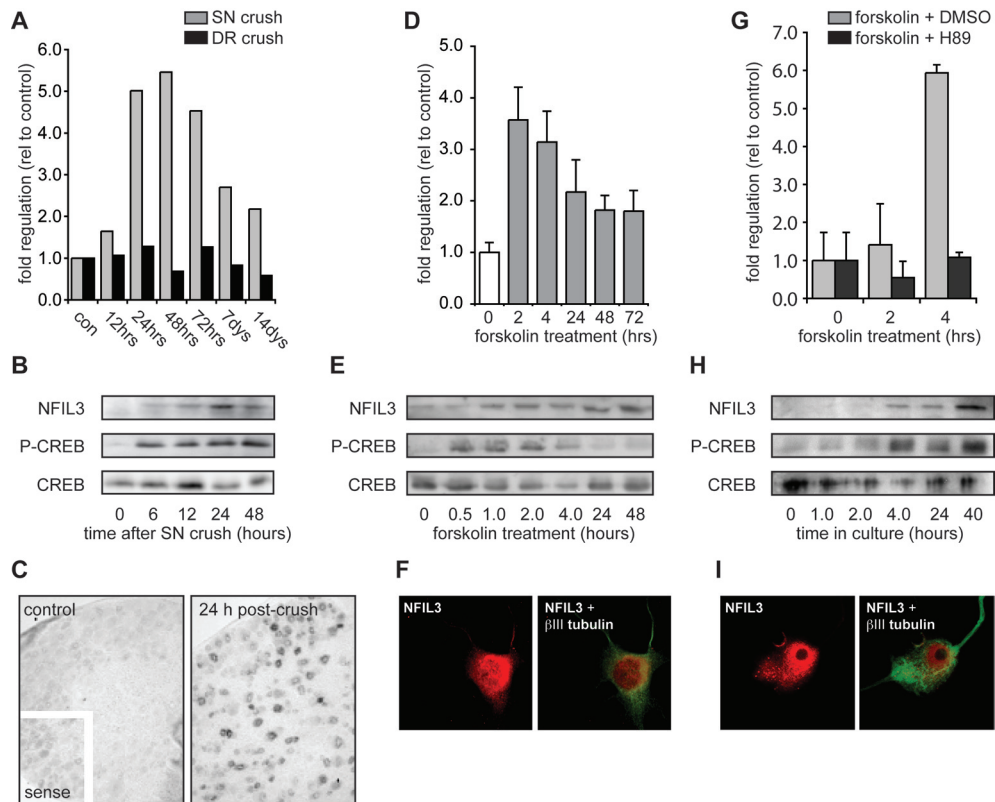 A
SN crush
DR crush
fold regulation (rel to control)
6.0
5.0
4.0
3.0
2.0
1.0
0.0
con
12hrs
24hrs
48hrs
72hrs
7dys
14dys
D
fold regulation (rel to control)
5.0
4.0
3.0
2.0
1.0
0.0
0 2 4 24 48 72
forskolin treatment (hrs)
G
forskolin + DMSO
forskolin + H89
fold regulation (rel to control)
7.0
6.0
5.0
4.0
3.0
2.0
1.0
0.0
0 2 4
forskolin treatment (hrs)
B
NFIL3
P-CREB
CREB
0 6 12 24 48
time after SN crush (hours)
E
NFIL3
P-CREB
CREB
0 0.5 1.0 2.0 4.0 24 48
forskolin treatment (hours)
H
NFIL3
P-CREB
CREB
0 1.0 2.0 4.0 24 40
time in culture (hours)
C
control
sense
24 h post-crush
F
NFIL3
NFIL3 +
βIII tubulin
I
NFIL3
NFIL3 +
βIII tubulin